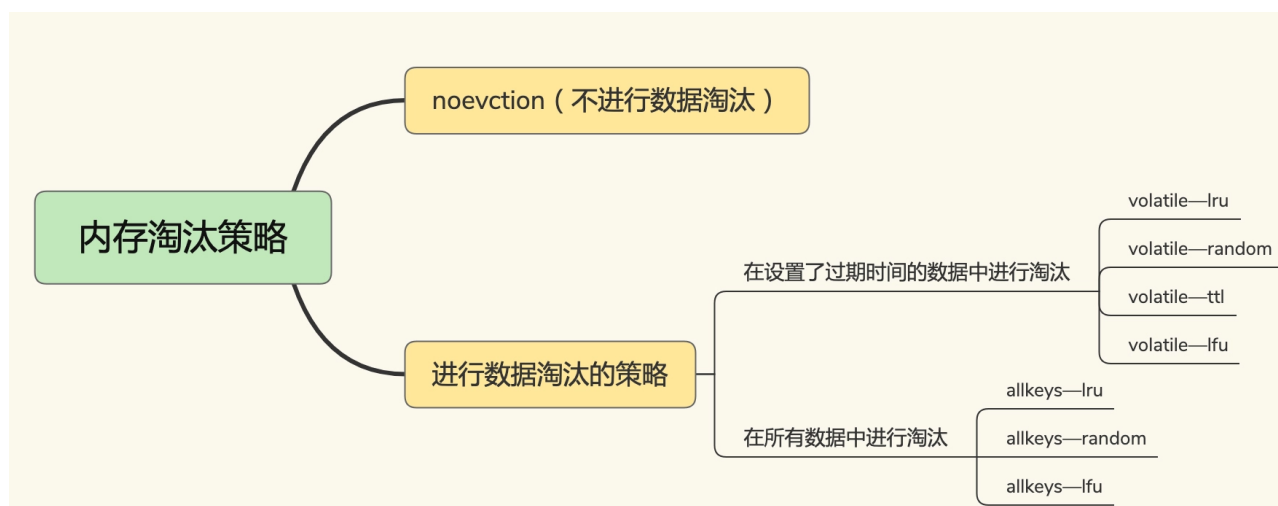 noevction（不进行数据淘汰）
内存淘汰策略
volatile—lru
volatile—random
在设置了过期时间的数据中进行淘汰
volatile—ttl
volatile—lfu
进行数据淘汰的策略
allkeys—lru
在所有数据中进行淘汰
allkeys—random
allkeys—lfu